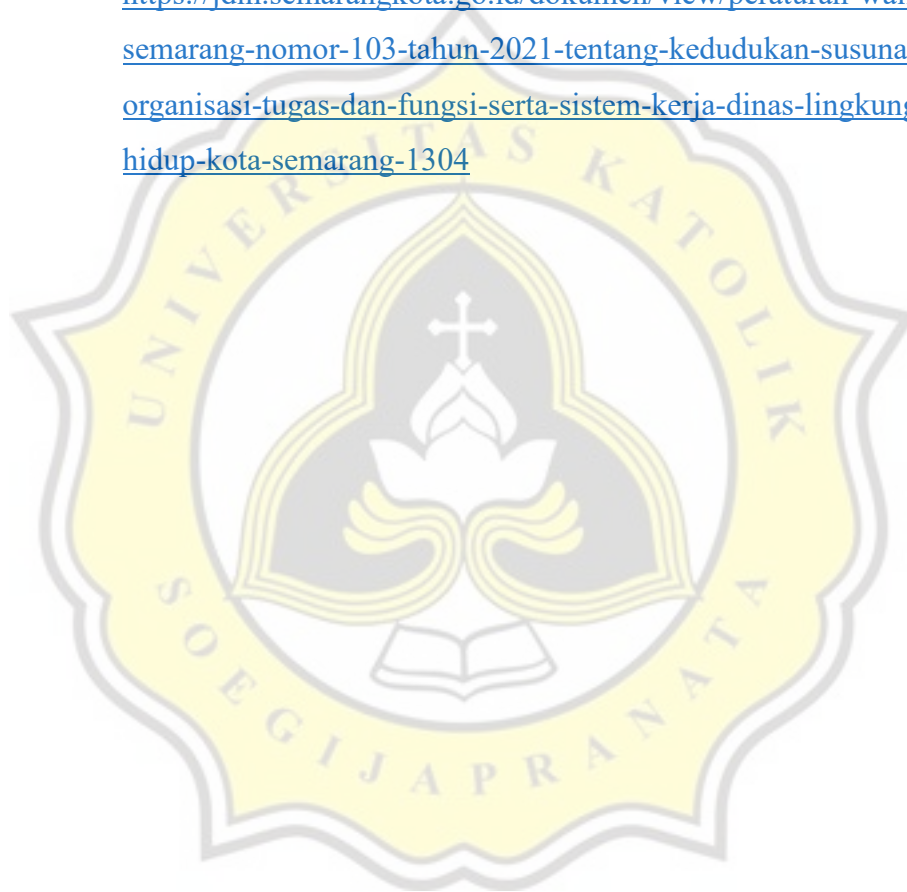 https://jdih.semarangkota.go.id/dokumen/view/peraturan-wal
semarang-nomor-103-tahun-2021-tentang-kedudukan-susuna
organisasi-tugas-dan-fungsi-serta-sistem-kerja-dinas-lingkung
hidup-kota-semarang-1304
UNIVERSITAS KATOLIK
SOEGIJAPRANATA